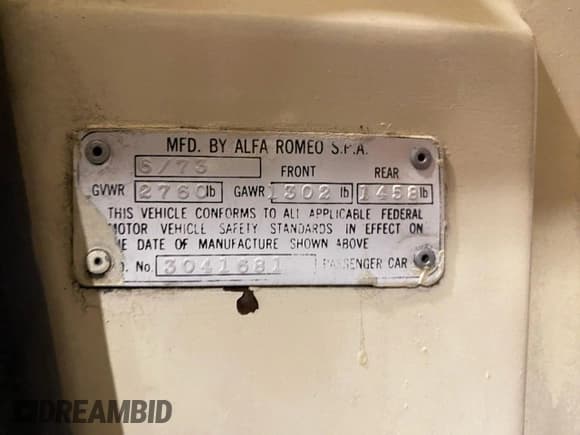 MFD. BY ALFA ROMEO S.P.A.
6/73 FRONT REAR
GVWR 2760 lb GAWR 1302 lb 1458 lb
THIS VEHICLE CONFORMS TO ALL APPLICABLE FEDERAL
MOTOR VEHICLE SAFETY STANDARDS IN EFFECT ON
THE DATE OF MANUFACTURE SHOWN ABOVE
No. 3041681 PASSENGER CAR
DREAMBID